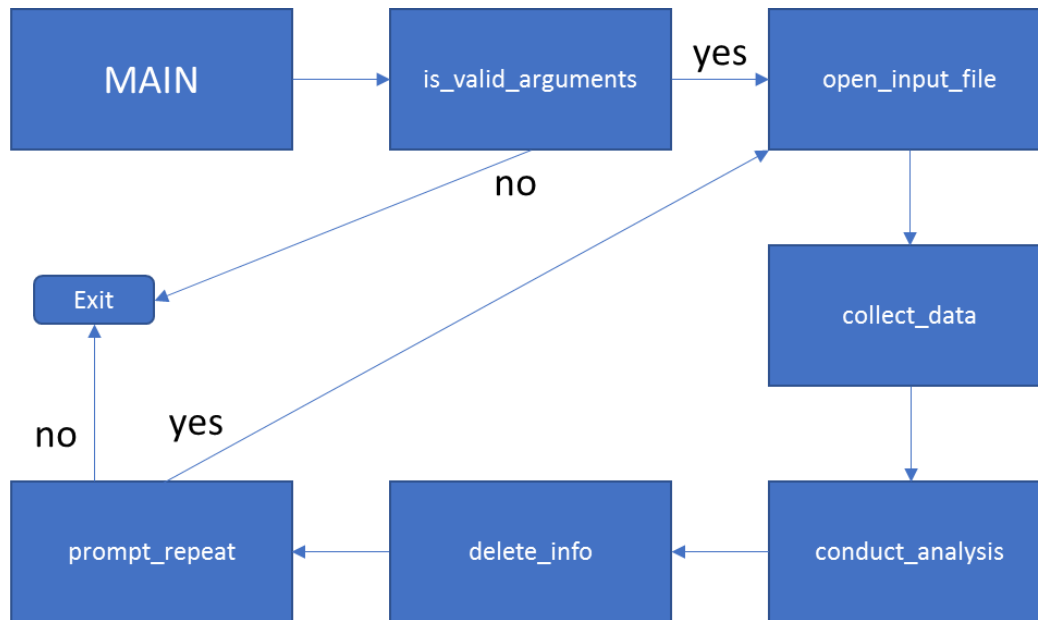 MAIN
is_valid_arguments
yes
open_input_file
no
Exit
collect_data
no
yes
prompt_repeat
delete_info
conduct_analysis